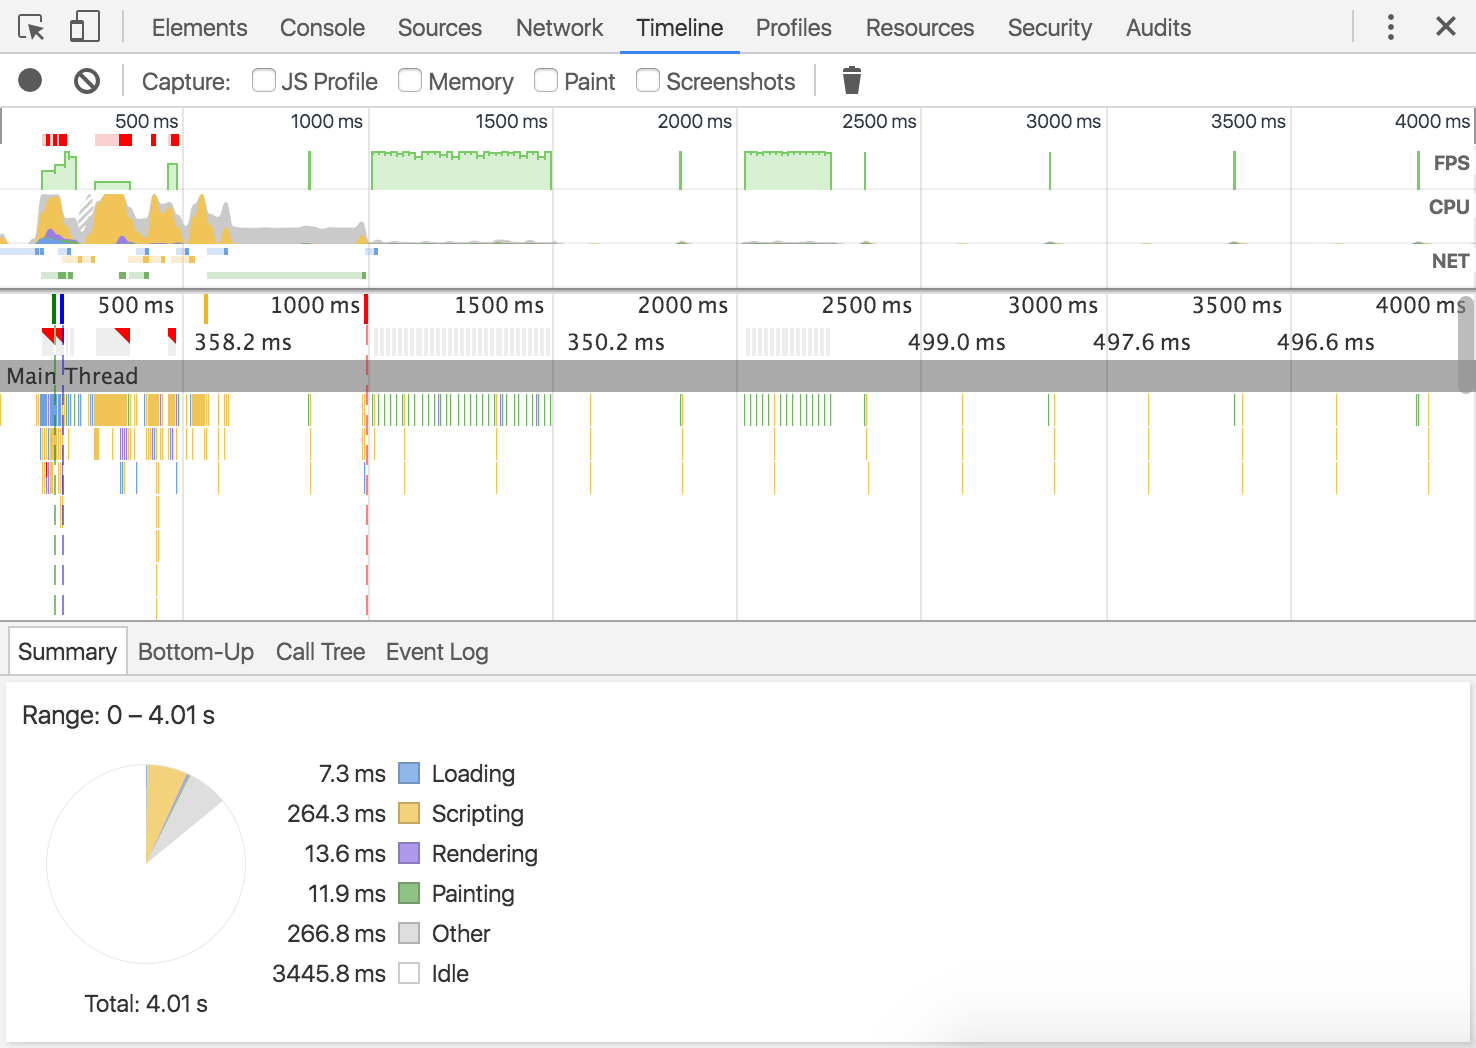 Elements Console Sources Network Timeline Profiles Resources Security Audits
Capture: JS Profile Memory Paint Screenshots
500 ms 1000 ms 1500 ms 2000 ms 2500 ms 3000 ms 3500 ms 4000 ms
FPS
CPU
NET
500 ms 1000 ms 1500 ms 2000 ms 2500 ms 3000 ms 3500 ms 4000 ms
358.2 ms 350.2 ms 499.0 ms 497.6 ms 496.6 ms
Main Thread
Summary Bottom-Up Call Tree Event Log
Range: 0 – 4.01 s
7.3 ms Loading
264.3 ms Scripting
13.6 ms Rendering
11.9 ms Painting
266.8 ms Other
3445.8 ms Idle
Total: 4.01 s